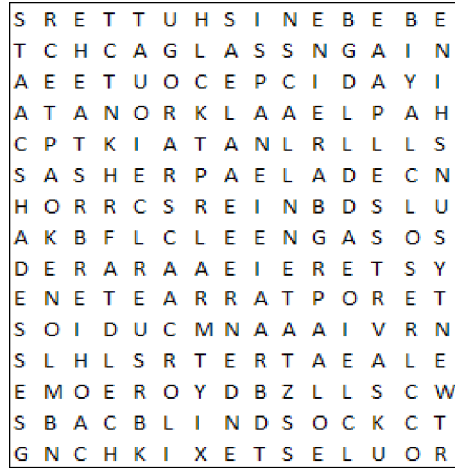 S R E T T U H S I N E B E B E
T C H C A G L A S S N G A I N
A E E T U O C E P C I D A Y I
A T A N O R K L A A E L P A H
C P T K I A T A N L R L L L S
S A S H E R P A E L A D E C N
H O R R C S R E I N B D S L U
A K B F L C L E E N G A S O S
D E R A R A A E I E R E T S Y
E N E T E A R R A T P O R E T
S O I D U C M N A A A I V R N
S L H L S R T E R T A E A L E
E M O E R O Y D B Z L L S C W
S B A C B L I N D S O C K C T
G N C H K I X E T S E L U O R